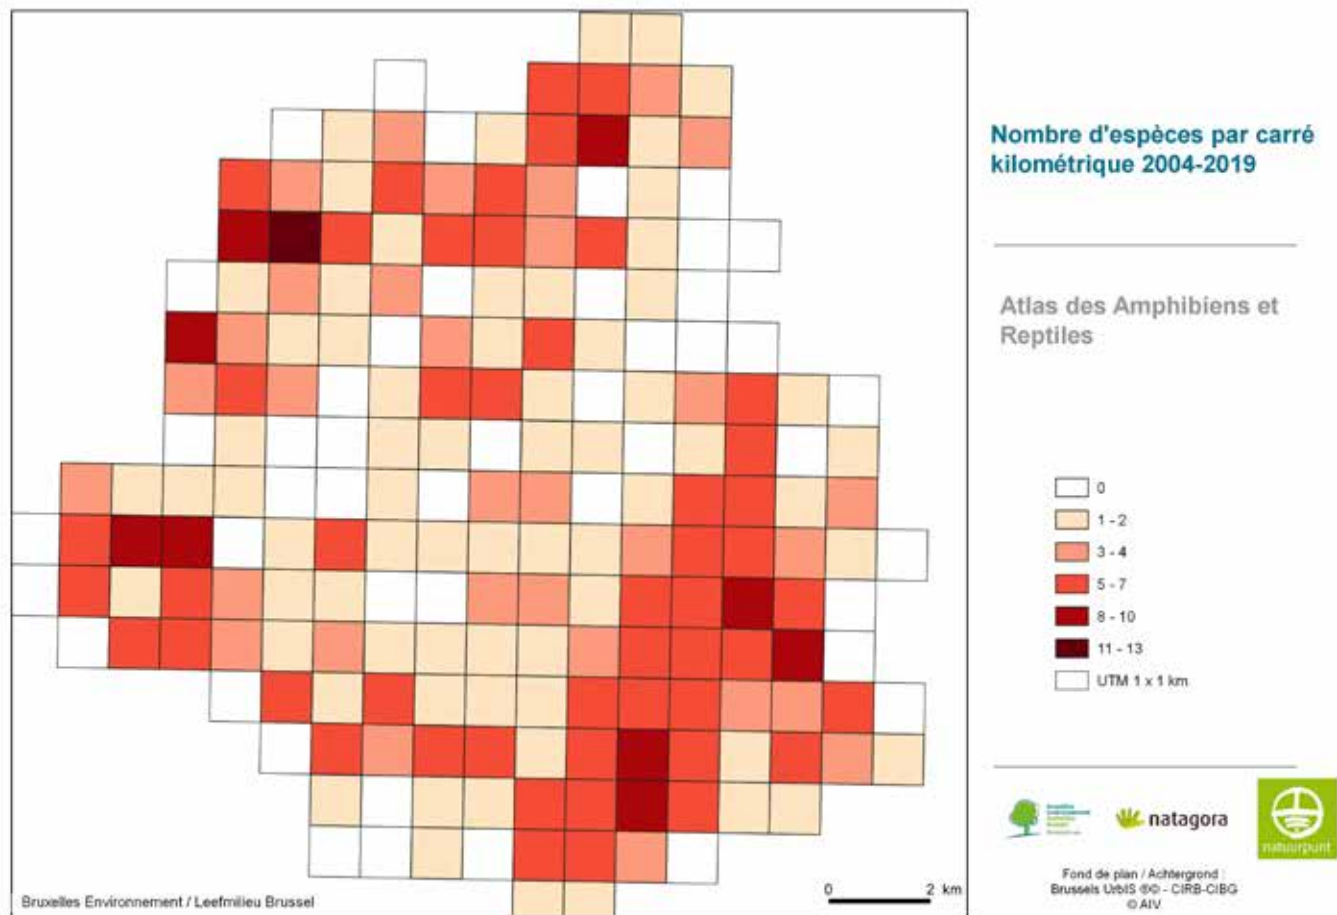 Nombre d'espèces par carré
kilométrique 2004-2019
Atlas des Amphibiens et
Reptiles
0
1 - 2
3 - 4
5 - 7
8 - 10
11 - 13
UTM 1 x 1 km
natagora
natuurpunt
Fond de plan / Achtergrond :
Brussels UrbIS ®© - CIRB-CIBG
© AIV
0 2 km
Bruxelles Environnement / Leefmilieu Brussel